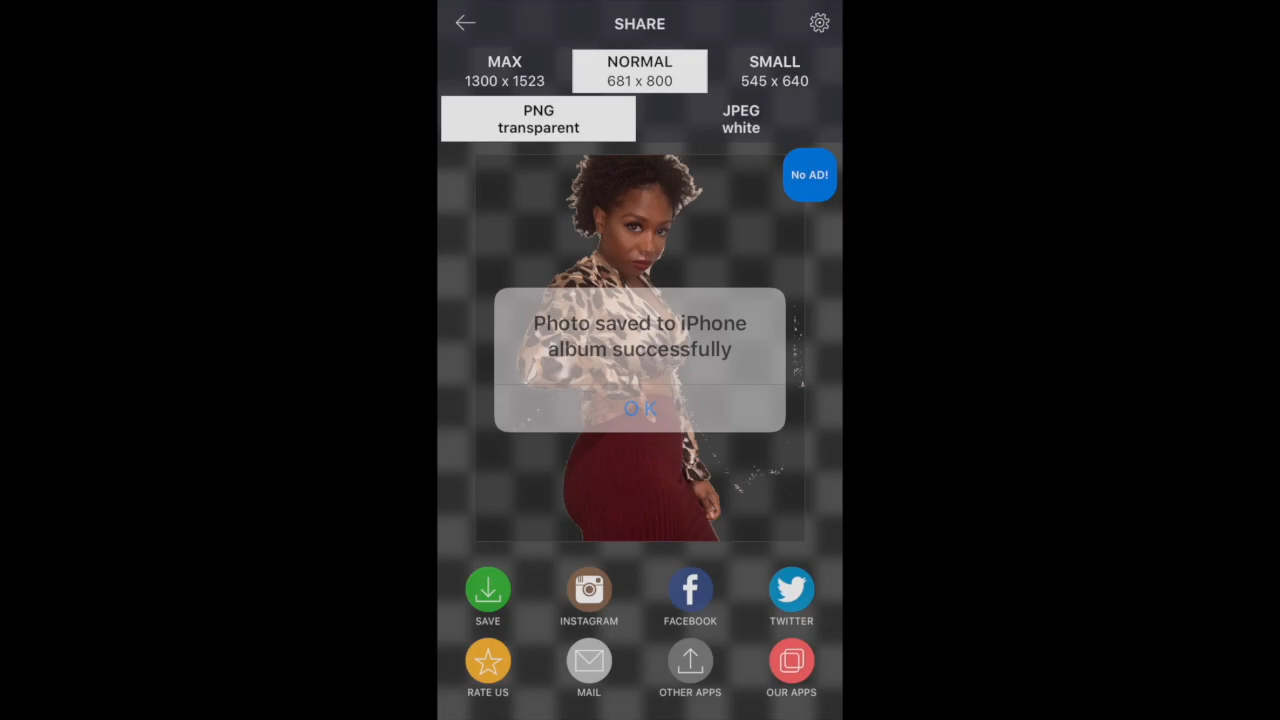 SHARE
MAX
1300 x 1523
NORMAL
681 x 800
SMALL
545 x 640
PNG
transparent
JPEG
white
No AD!
Photo saved to iPhone
album successfully
OK
SAVE
INSTAGRAM
FACEBOOK
TWITTER
RATE US
MAIL
OTHER APPS
OUR APPS